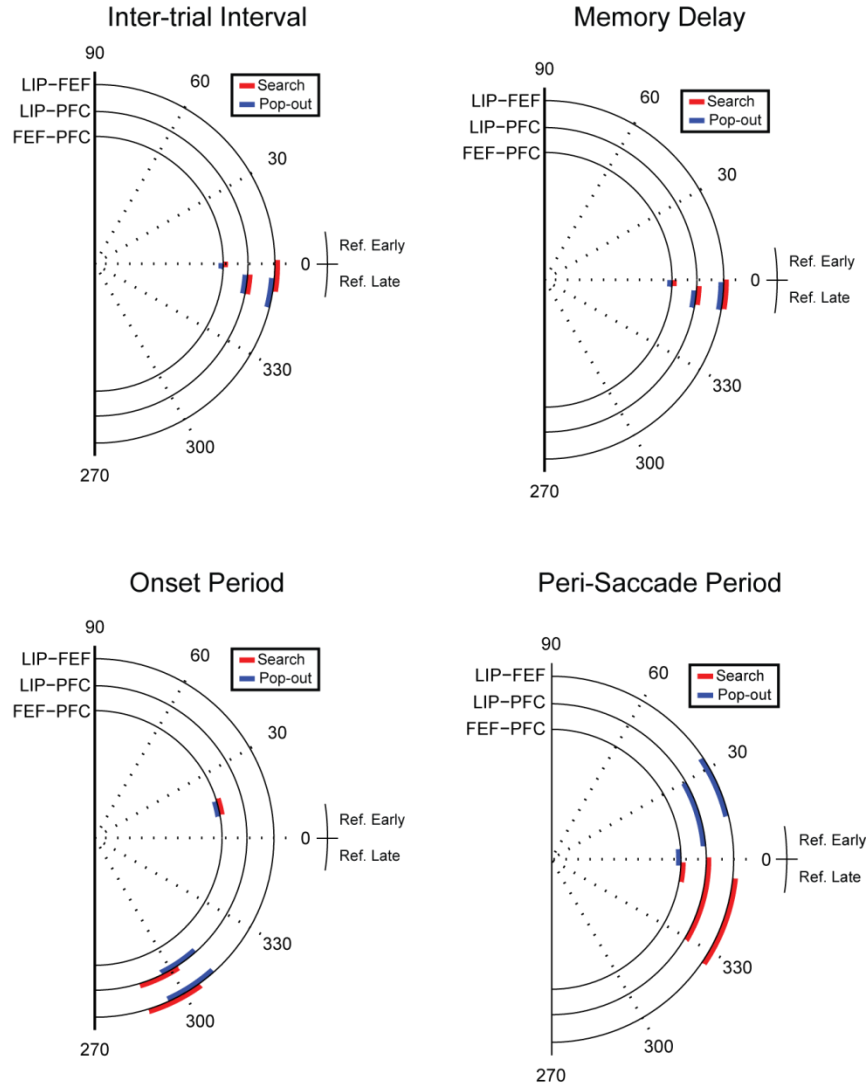 Inter-trial Interval
90
LIP-FEF
LIP-PFC
FEF-PFC
60
Search
Pop-out
30
Ref. Early
0
Ref. Late
330
300
270
Memory Delay
90
LIP-FEF
LIP-PFC
FEF-PFC
60
Search
Pop-out
30
Ref. Early
0
Ref. Late
330
300
270
Onset Period
90
LIP-FEF
LIP-PFC
FEF-PFC
60
Search
Pop-out
30
Ref. Early
0
Ref. Late
330
300
270
Peri-Saccade Period
90
LIP-FEF
LIP-PFC
FEF-PFC
60
Search
Pop-out
30
Ref. Early
0
Ref. Late
330
300
270